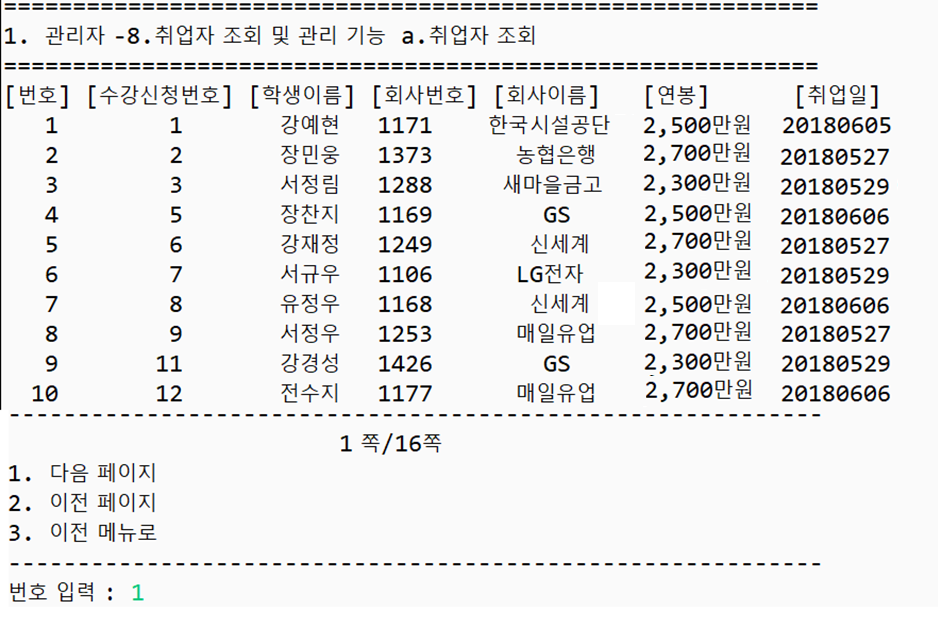 ============================================================
1. 관리자 -8.취업자 조회 및 관리 기능 a.취업자 조회
============================================================
[번호] [수강신청번호] [학생이름] [회사번호] [회사이름] [연봉] [취업일]
1 1 강예현 1171 한국시설공단 2,500만원 20180605
2 2 장민웅 1373 농협은행 2,700만원 20180527
3 3 서정림 1288 새마을금고 2,300만원 20180529
4 5 장찬지 1169 GS 2,500만원 20180606
5 6 강재정 1249 신세계 2,700만원 20180527
6 7 서규우 1106 LG전자 2,300만원 20180529
7 8 유정우 1168 신세계 2,500만원 20180606
8 9 서정우 1253 매일유업 2,700만원 20180527
9 11 강경성 1426 GS 2,300만원 20180529
10 12 전수지 1177 매일유업 2,700만원 20180606
------------------------------------------------------------
1 쪽/16쪽
1. 다음 페이지
2. 이전 페이지
3. 이전 메뉴로
------------------------------------------------------------
번호 입력 : 1